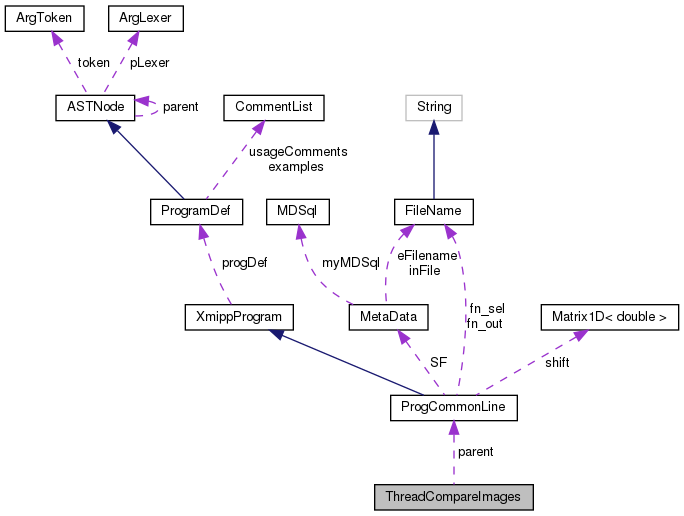 ArgToken
ArgLexer
token
pLexer
ASTNode
parent
CommentList
String
usageComments
examples
ProgramDef
MDSql
FileName
progDef
myMDSql
eFilename
inFile
fn_sel
fn_out
XmippProgram
MetaData
Matrix1D< double >
SF
shift
ProgCommonLine
parent
ThreadCompareImages